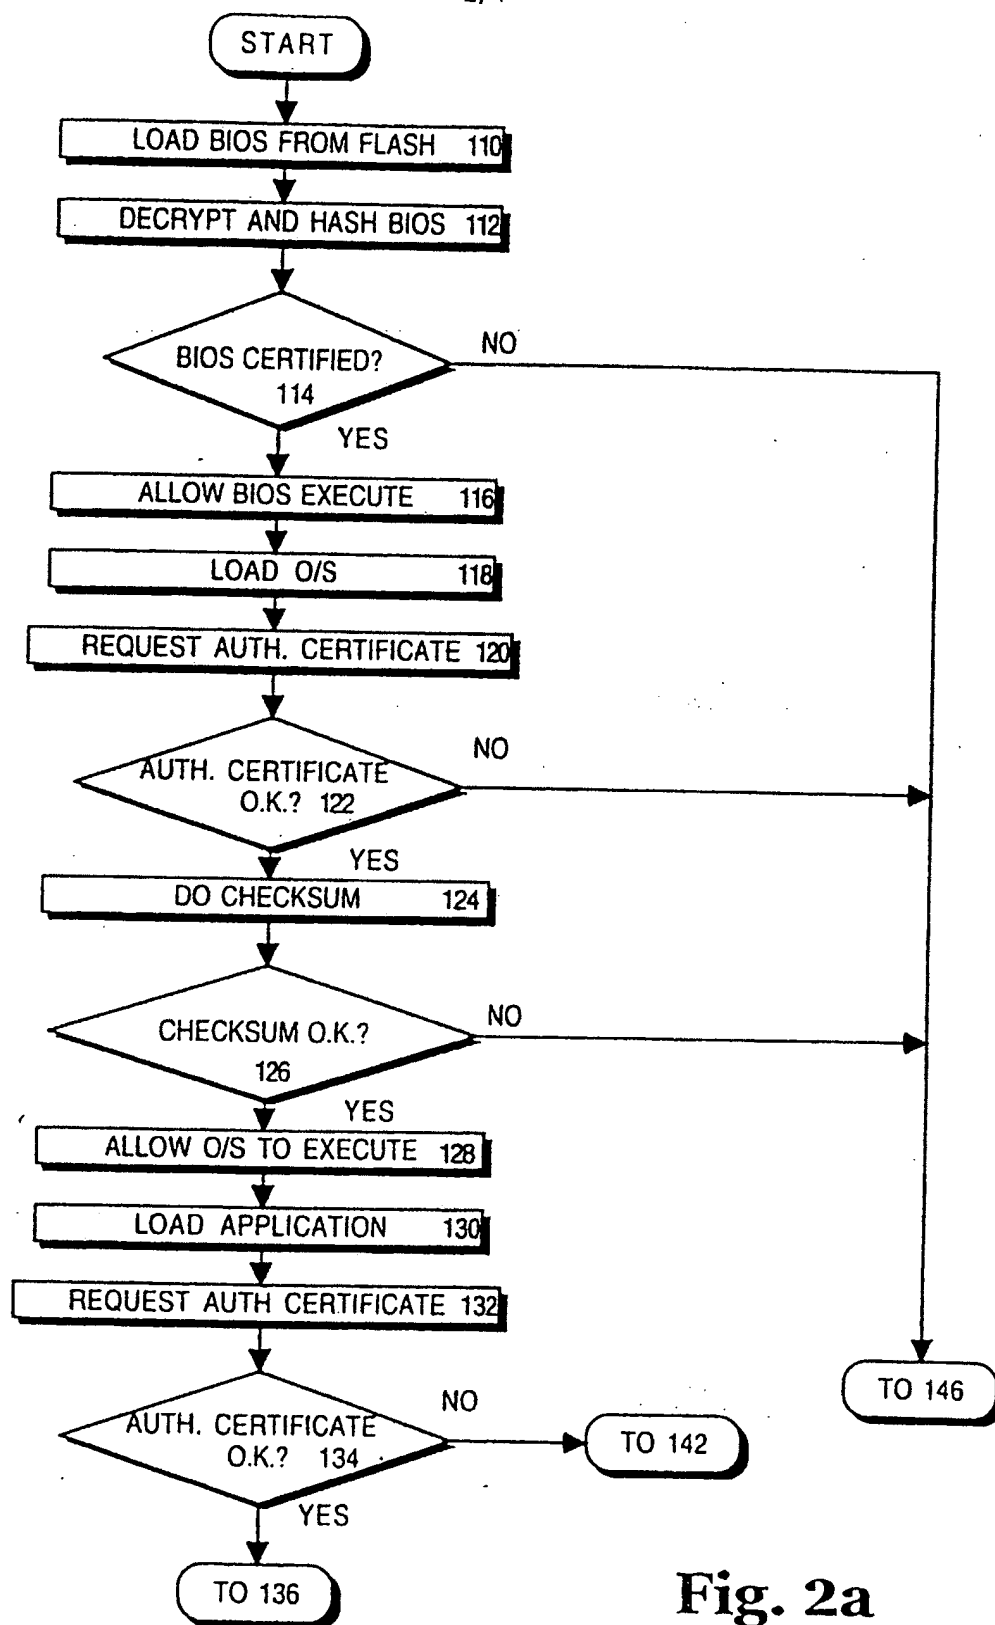 START
LOAD BIOS FROM FLASH 110
DECRYPT AND HASH BIOS 112
BIOS CERTIFIED?
114
NO
YES
ALLOW BIOS EXECUTE 116
LOAD O/S 118
REQUEST AUTH. CERTIFICATE 120
AUTH. CERTIFICATE
O.K.? 122
NO
YES
DO CHECKSUM 124
CHECKSUM O.K.?
126
NO
YES
ALLOW O/S TO EXECUTE 128
LOAD APPLICATION 130
REQUEST AUTH CERTIFICATE 132
AUTH. CERTIFICATE
O.K.? 134
NO
TO 142
TO 146
YES
TO 136
Fig. 2a